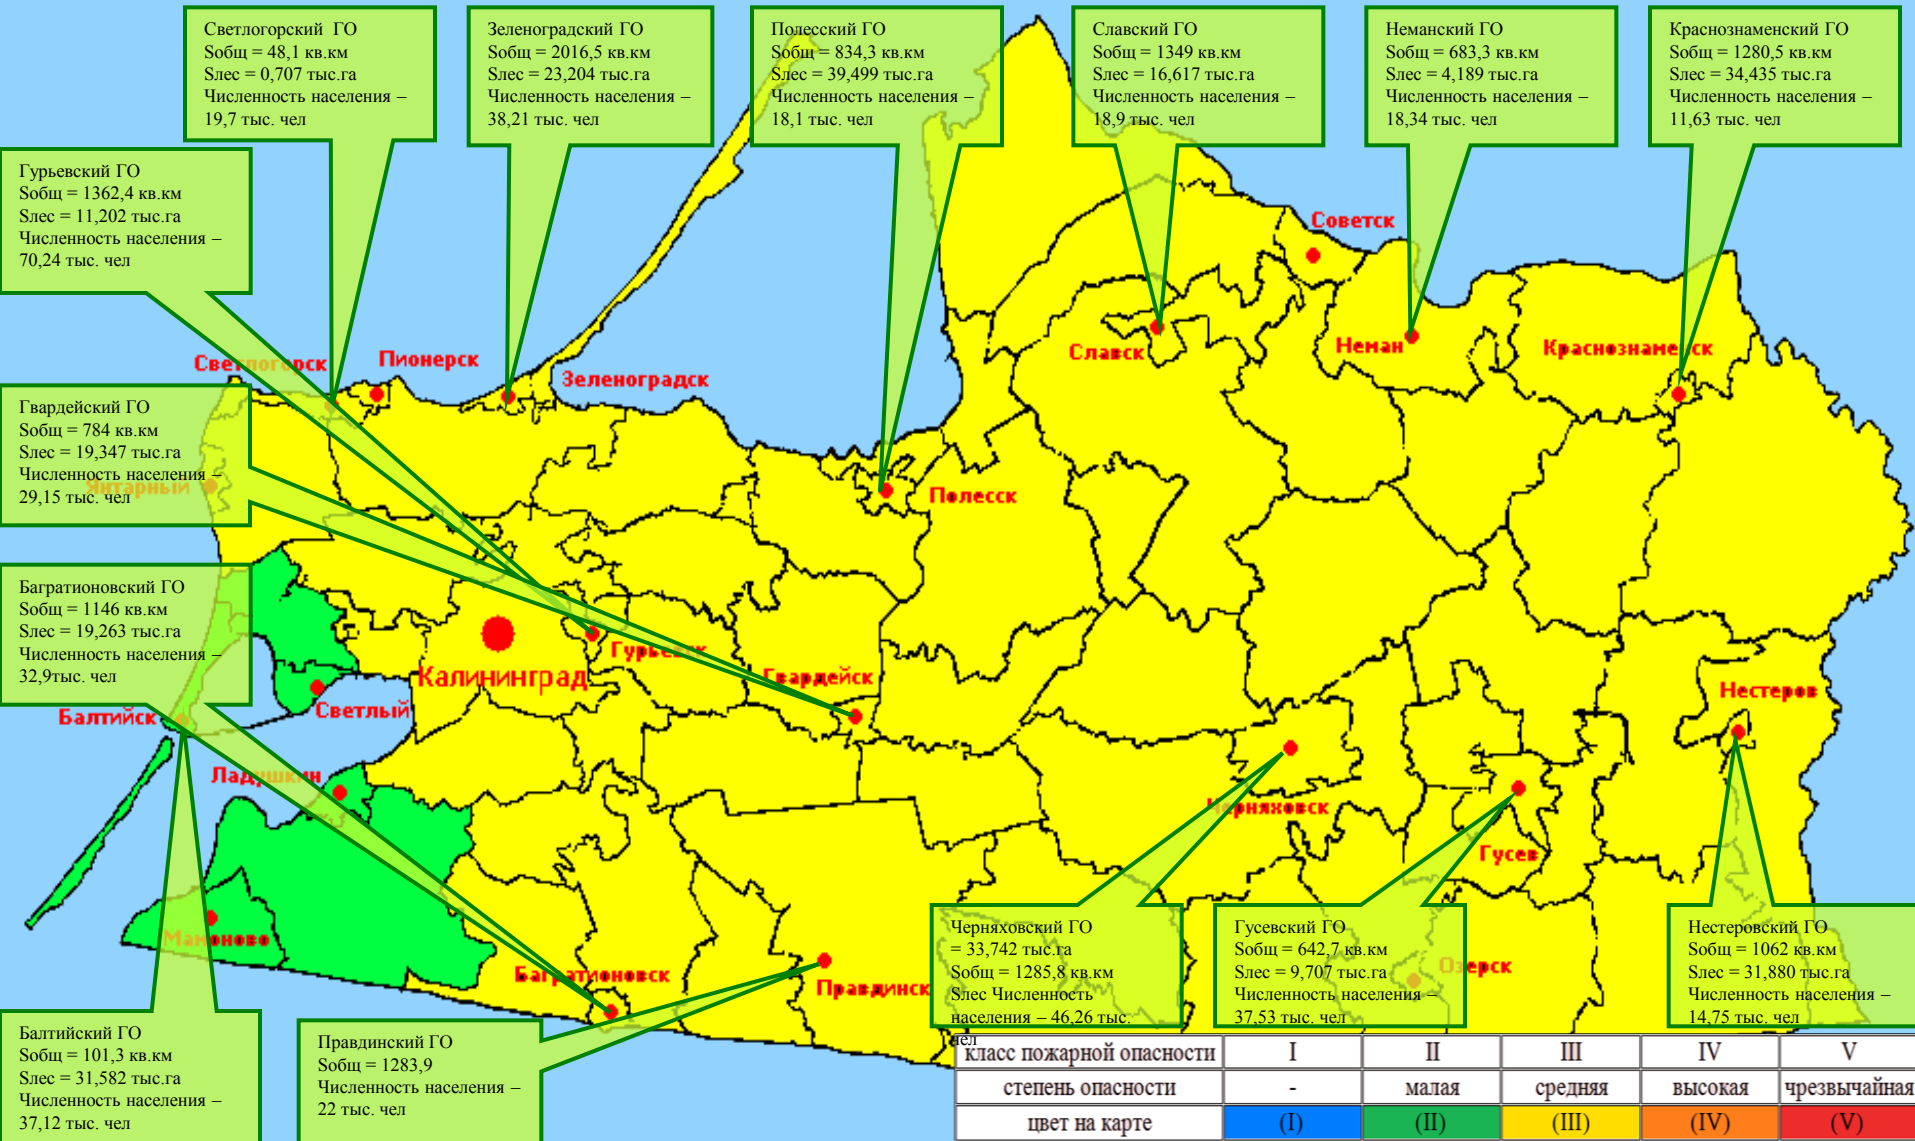 Светлогорский ГО
Sобщ = 48,1 кв.км
Sлес = 0,707 тыс.га
Численность населения –
19,7 тыс. чел
Зеленоградский ГО
Sобщ = 2016,5 кв.км
Sлес = 23,204 тыс.га
Численность населения –
38,21 тыс. чел
Полесский ГО
Sобщ = 834,3 кв.км
Sлес = 39,499 тыс.га
Численность населения –
18,1 тыс. чел
Славский ГО
Sобщ = 1349 кв.км
Sлес = 16,617 тыс.га
Численность населения –
18,9 тыс. чел
Неманский ГО
Sобщ = 683,3 кв.км
Sлес = 4,189 тыс.га
Численность населения –
18,34 тыс. чел
Краснознаменский ГО
Sобщ = 1280,5 кв.км
Sлес = 34,435 тыс.га
Численность населения –
11,63 тыс. чел
Гурьевский ГО
Sобщ = 1362,4 кв.км
Sлес = 11,202 тыс.га
Численность населения –
70,24 тыс. чел
Советск
Светлогорск
Пионерск
Зеленоградск
Славск
Неман
Краснознаменск
Гвардейский ГО
Sобщ = 784 кв.км
Sлес = 19,347 тыс.га
Численность населения –
29,15 тыс. чел
Янтарный
Полесск
Багратионовский ГО
Sобщ = 1146 кв.км
Sлес = 19,263 тыс.га
Численность населения –
32,9тыс. чел
Гурьевск
Калининград
Гвардейск
Нестеров
Балтийск
Светлый
Ладушкин
Черняховск
Гусев
Мамоново
Багратионовск
Правдинск
Озерск
Черняховский ГО
= 33,742 тыс.га
Sобщ = 1285,8 кв.км
Sлес Численность
населения – 46,26 тыс.
чел
Гусевский ГО
Sобщ = 642,7 кв.км
Sлес = 9,707 тыс.га
Численность населения –
37,53 тыс. чел
Нестеровский ГО
Sобщ = 1062 кв.км
Sлес = 31,880 тыс.га
Численность населения –
14,75 тыс. чел
Балтийский ГО
Sобщ = 101,3 кв.км
Sлес = 31,582 тыс.га
Численность населения –
37,12 тыс. чел
Правдинский ГО
Sобщ = 1283,9
Численность населения –
22 тыс. чел
класс пожарной опасности I II III IV V
степень опасности - малая средняя высокая чрезвычайная
цвет на карте (I) (II) (III) (IV) (V)